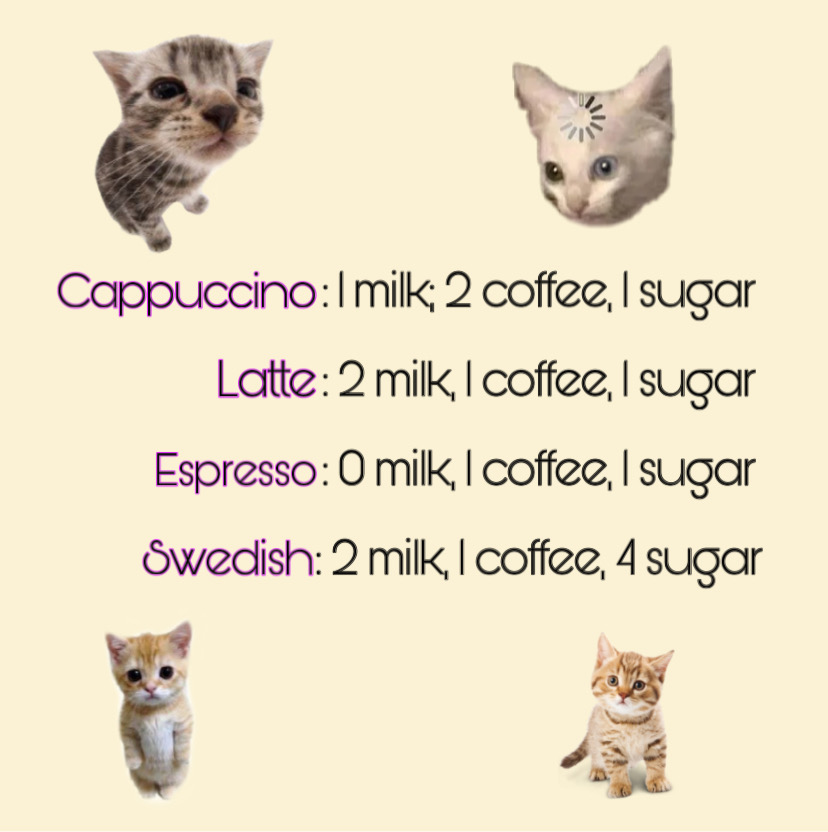 Cappuccino: 1 milk; 2 coffee, 1 sugar
Latte: 2 milk, 1 coffee, 1 sugar
Espresso: 0 milk, 1 coffee, 1 sugar
Swedish: 2 milk, 1 coffee, 4 sugar